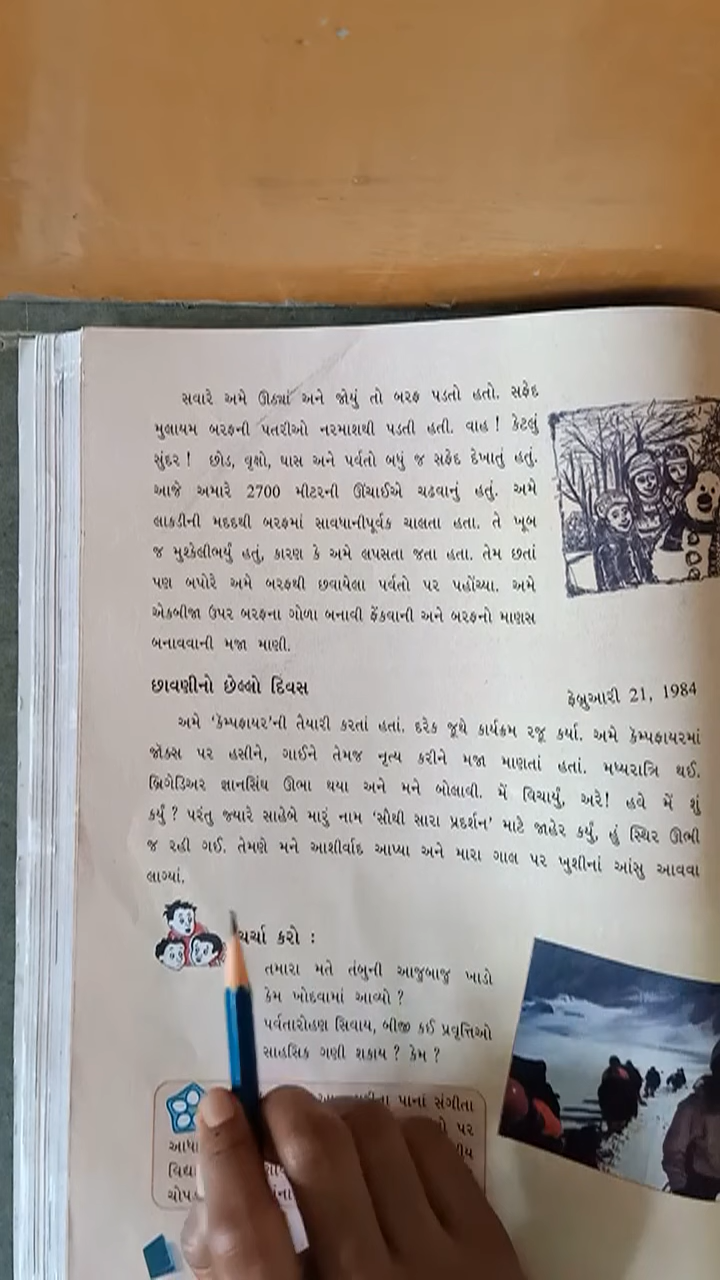 સવારે અમે ઊઠ્યાં અને જોયું તો બરફ પડતો હતો. સફેદ
મુલાયમ બરફની પતરીઓ નરમાશથી પડતી હતી. વાહ ! કેટલું
સુંદર ! છોડ, વૃક્ષો, ઘાસ અને પર્વતો બધું જ સફેદ દેખાતું હતું.
આજે અમારે 2700 મીટરની ઊંચાઈએ ચઢવાનું હતું. અમે
લાકડીની મદદથી બરફમાં સાવધાનીપૂર્વક ચાલતા હતા. તે ખૂબ
જ મુશ્કેલીભર્યું હતું, કારણ કે અમે લપસતા જતા હતા. તેમ છતાં
પણ બપોરે અમે બરફથી છવાયેલા પર્વતો પર પહોંચ્યા. અમે
એકબીજા ઉપર બરફના ગોળા બનાવી ફેંકવાની અને બરફનો માણસ
બનાવવાની મજા માણી.
છાવણીનો છેલ્લો દિવસ
ફેબ્રુઆરી 21, 1984
અમે ‘કેમ્પફાયર’ની તૈયારી કરતાં હતાં. દરેક જૂથે કાર્યક્રમ રજૂ કર્યા. અમે કેમ્પફાયરમાં
જોક્સ પર હસીને, ગાઈને તેમજ નૃત્ય કરીને મજા માણતાં હતાં. મધ્યરાત્રિ થઈ.
બ્રિગેડિઅર જ્ઞાનસિંઘ ઊભા થયા અને મને બોલાવી. મેં વિચાર્યું, અરે! હવે મેં શું
કર્યું ? પરંતુ જ્યારે સાહેબે મારું નામ ‘સૌથી સારા પ્રદર્શન’ માટે જાહેર કર્યું, હું સ્થિર ઊભી
જ રહી ગઈ. તેમણે મને આશીર્વાદ આપ્યા અને મારા ગાલ પર ખુશીનાં આંસુ આવવા
લાગ્યાં.
ચર્ચા કરો :
તમારા મતે તંબુની આજુબાજુ ખાડો
કેમ ખોદવામાં આવ્યો ?
પર્વતારોહણ સિવાય, બીજી કઈ પ્રવૃત્તિઓ
સાહસિક ગણી શકાય ? કેમ ?
પાનાં સંગીતા
પર